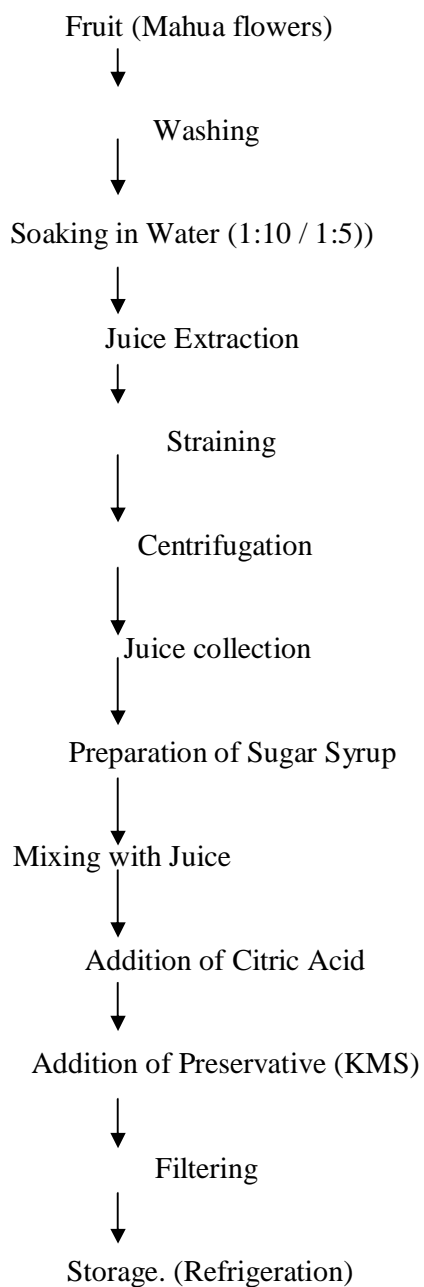 Fruit (Mahua flowers)
Washing
Soaking in Water (1:10 / 1:5))
Juice Extraction
Straining
Centrifugation
Juice collection
Preparation of Sugar Syrup
Mixing with Juice
Addition of Citric Acid
Addition of Preservative (KMS)
Filtering
Storage. (Refrigeration)